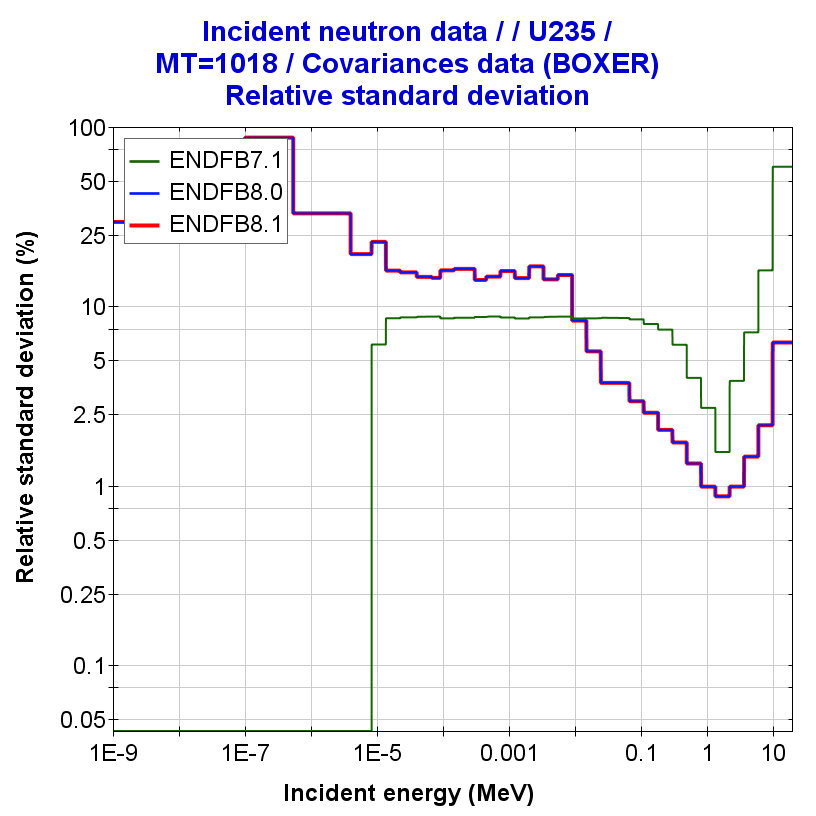 Incident neutron data / / U235 /
MT=1018 / Covariances data (BOXER)
Relative standard deviation
100
50
25
10
5
2.5
1
0.5
0.25
0.1
0.05
Relative standard deviation (%)
ENDFB7.1
ENDFB8.0
ENDFB8.1
1E-9
1E-7
1E-5
0.001
0.1
1
10
Incident energy (MeV)